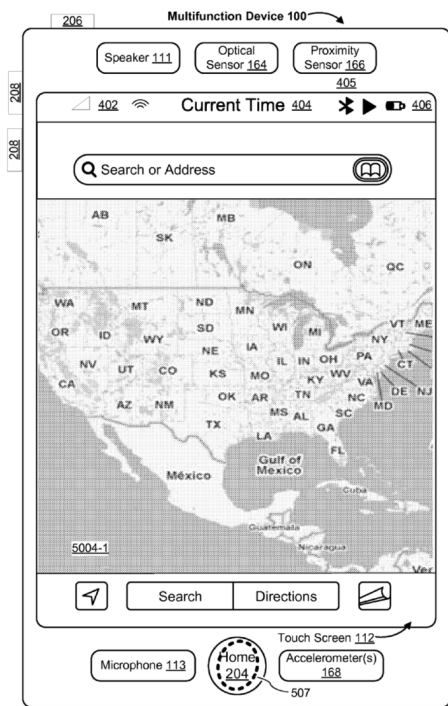 Multifunction Device 100
206
Speaker 111
Optical
Sensor 164
Proximity
Sensor 166
208
208
405
402
Current Time 404
406
Search or Address
AB
SK
MB
ON
QC
WA
MT
ND
MN
VT
ME
OR
ID
WY
SD
WI
MI
NY
NE
IA
IL
IN
OH
PA
CT
NV
UT
CO
KS
MO
KY
WV
VA
DE
NJ
CA
AZ
NM
OK
AR
TN
NC
MD
MS
AL
SC
TX
LA
GA
FL
Gulf of
Mexico
México
Cuba
Guatemala
Nicaragua
5004-1
Ver
Search
Directions
Touch Screen 112
Microphone 113
Home
204
Accelerometer(s)
168
507